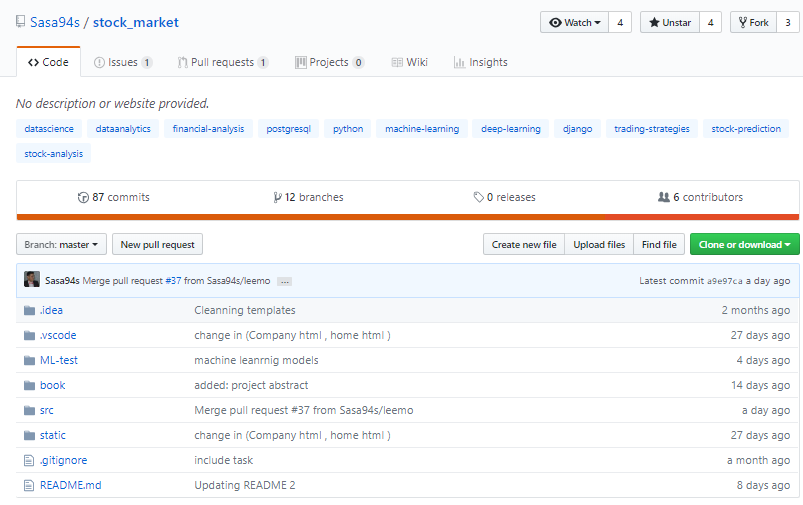 Sasa94s / stock_market
Watch 4 Unstar 4 Fork 3
Code Issues 1 Pull requests 1 Projects 0 Wiki Insights
No description or website provided.
datascience dataanalytics financial-analysis postgresql python machine-learning deep-learning django trading-strategies stock-prediction
stock-analysis
87 commits 12 branches 0 releases 6 contributors
Branch: master New pull request Create new file Upload files Find file Clone or download
Sasa94s Merge pull request #37 from Sasa94s/leemo ... Latest commit a9e97ca a day ago
.idea Cleanning templates 2 months ago
.vscode change in (Company html , home html ) 27 days ago
ML-test machine leanrnig models 4 days ago
book added: project abstract 14 days ago
src Merge pull request #37 from Sasa94s/leemo a day ago
static change in (Company html , home html ) 27 days ago
.gitignore include task a month ago
README.md Updating README 2 8 days ago